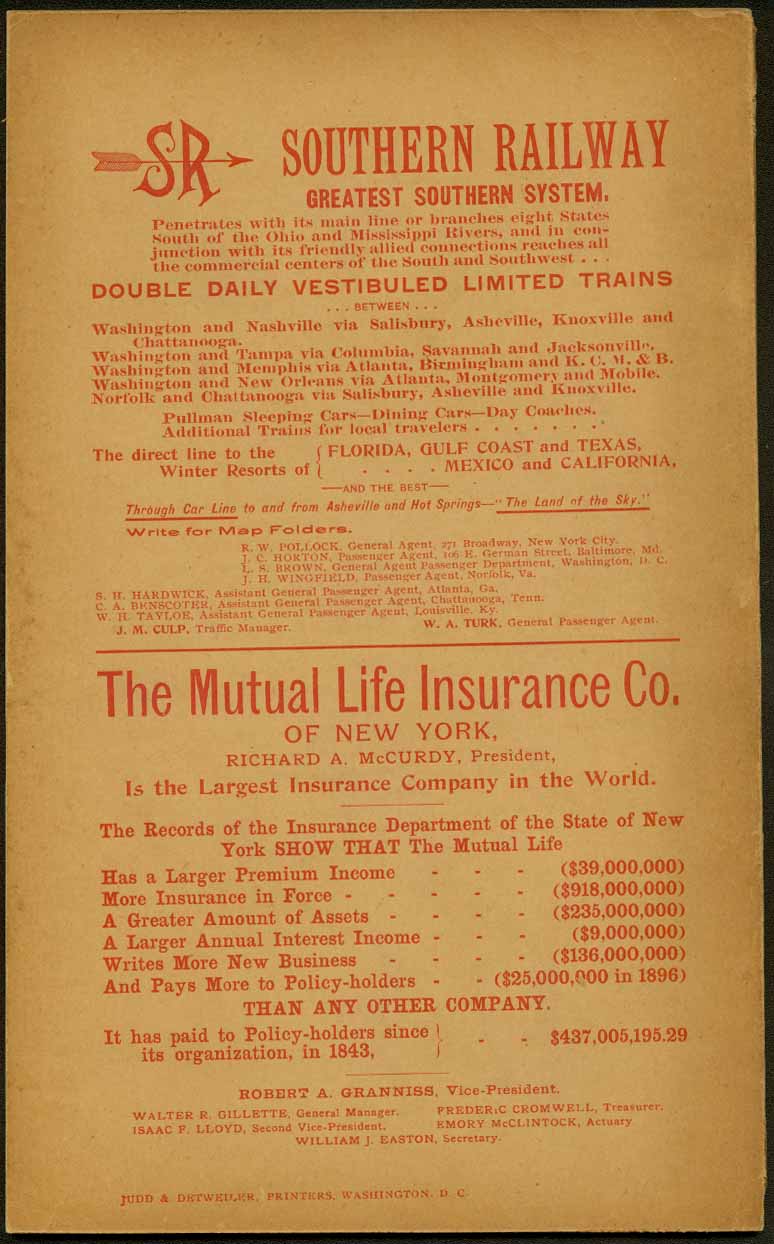 SR SOUTHERN RAILWAY
GREATEST SOUTHERN SYSTEM.
Penetrates with its main line or branches eight States
South of the Ohio and Mississippi Rivers, and in con-
junction with its friendly allied connections reaches all
the commercial centers of the South and Southwest . . .
DOUBLE DAILY VESTIBULED LIMITED TRAINS
. . . BETWEEN . . .
Washington and Nashville via Salisbury, Asheville, Knoxville and
Chattanooga.
Washington and Tampa via Columbia, Savannah and Jacksonville.
Washington and Memphis via Atlanta, Birmingham and K. C. M. & B.
Washington and New Orleans via Atlanta, Montgomery and Mobile.
Norfolk and Chattanooga via Salisbury, Asheville and Knoxville.
Pullman Sleeping Cars—Dining Cars—Day Coaches.
Additional Trains for local travelers . . . . . . .
The direct line to the { FLORIDA, GULF COAST and TEXAS,
Winter Resorts of { . . . . MEXICO and CALIFORNIA,
—AND THE BEST—
Through Car Line to and from Asheville and Hot Springs—"The Land of the Sky."
Write for Map Folders.
R. W. POLLOCK, General Agent, 271 Broadway, New York City.
J. C. HORTON, Passenger Agent, 106 E. German Street, Baltimore, Md.
L. S. BROWN, General Agent Passenger Department, Washington, D. C.
J. H. WINGFIELD, Passenger Agent, Norfolk, Va.
S. H. HARDWICK, Assistant General Passenger Agent, Atlanta, Ga.
C. A. BENSCOTER, Assistant General Passenger Agent, Chattanooga, Tenn.
W. H. TAYLOE, Assistant General Passenger Agent, Louisville, Ky.
J. M. CULP, Traffic Manager. W. A. TURK, General Passenger Agent.
The Mutual Life Insurance Co.
OF NEW YORK,
RICHARD A. McCURDY, President,
Is the Largest Insurance Company in the World.
The Records of the Insurance Department of the State of New
York SHOW THAT The Mutual Life
Has a Larger Premium Income - - - ($39,000,000)
More Insurance in Force - - - - - ($918,000,000)
A Greater Amount of Assets - - - - ($235,000,000)
A Larger Annual Interest Income - - - ($9,000,000)
Writes More New Business - - - - ($136,000,000)
And Pays More to Policy-holders - - ($25,000,000 in 1896)
THAN ANY OTHER COMPANY.
It has paid to Policy-holders since } - - $437,005,195.29
its organization, in 1843, }
ROBERT A. GRANNISS, Vice-President.
WALTER R. GILLETTE, General Manager. FREDERIC CROMWELL, Treasurer.
ISAAC F. LLOYD, Second Vice-President. EMORY McCLINTOCK, Actuary
WILLIAM J. EASTON, Secretary.
JUDD & DETWEILER, PRINTERS, WASHINGTON, D C.